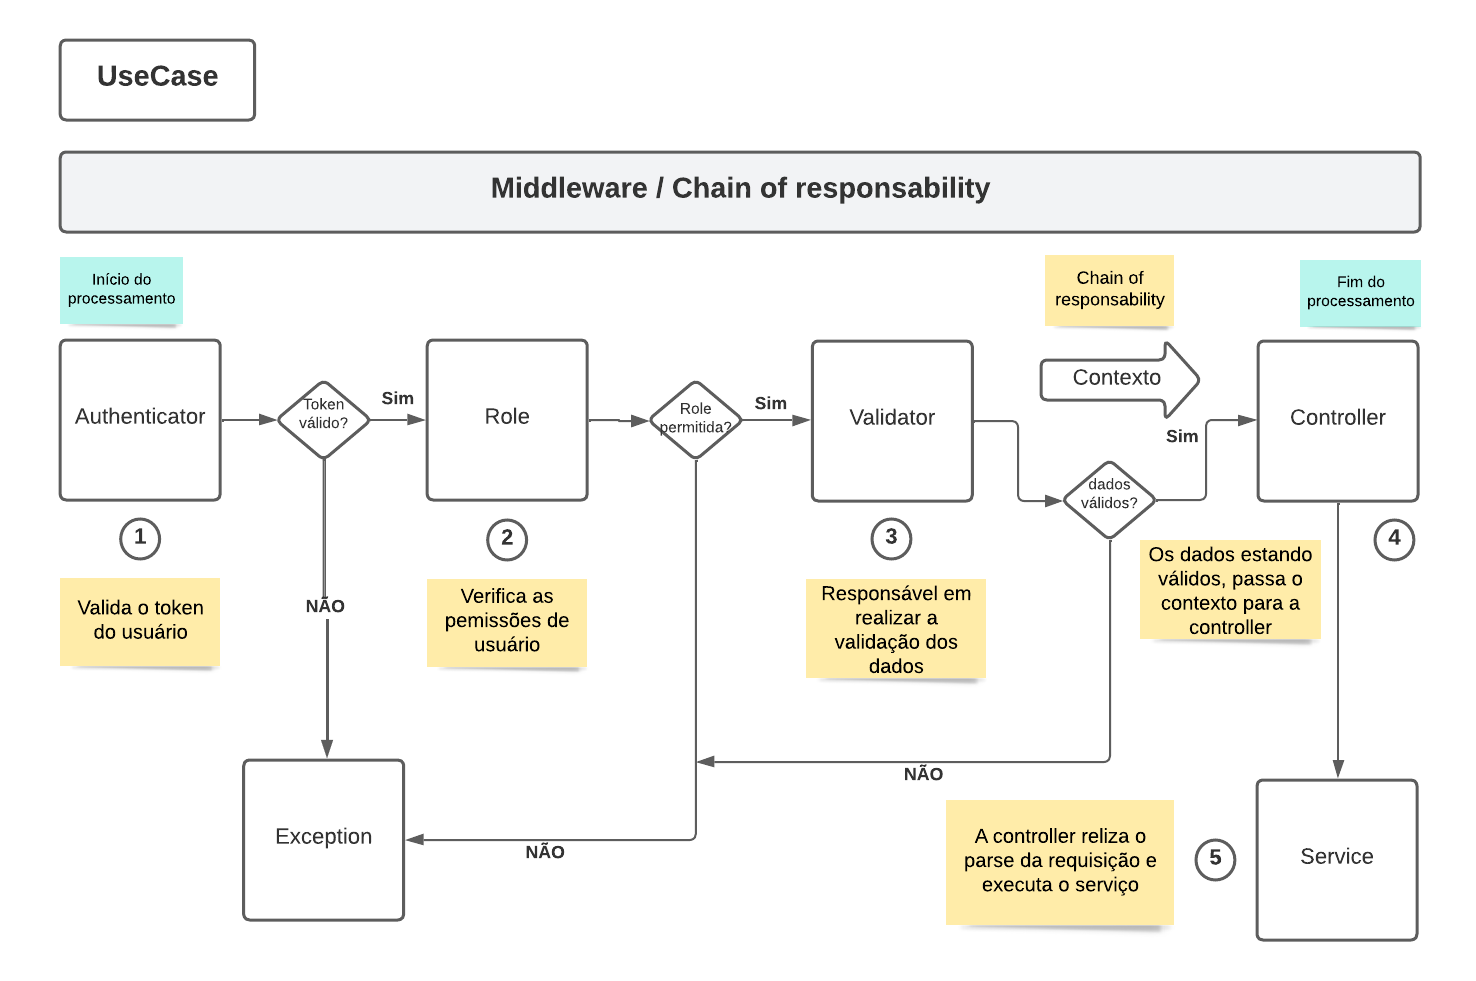 UseCase
Middleware / Chain of responsability
Início do
processamento
Chain of
responsability
Fim do
processamento
Authenticator
Token
válido?
Sim
Role
Role
permitida?
Sim
Validator
Contexto
Sim
dados
válidos?
Controller
1
2
3
4
Valida o token
do usuário
NÃO
Verifica as
pemissões de
usuário
Responsável em
realizar a
validação dos
dados
Os dados estando
válidos, passa o
contexto para a
controller
NÃO
Exception
NÃO
A controller reliza o
parse da requisição e
executa o serviço
5
Service